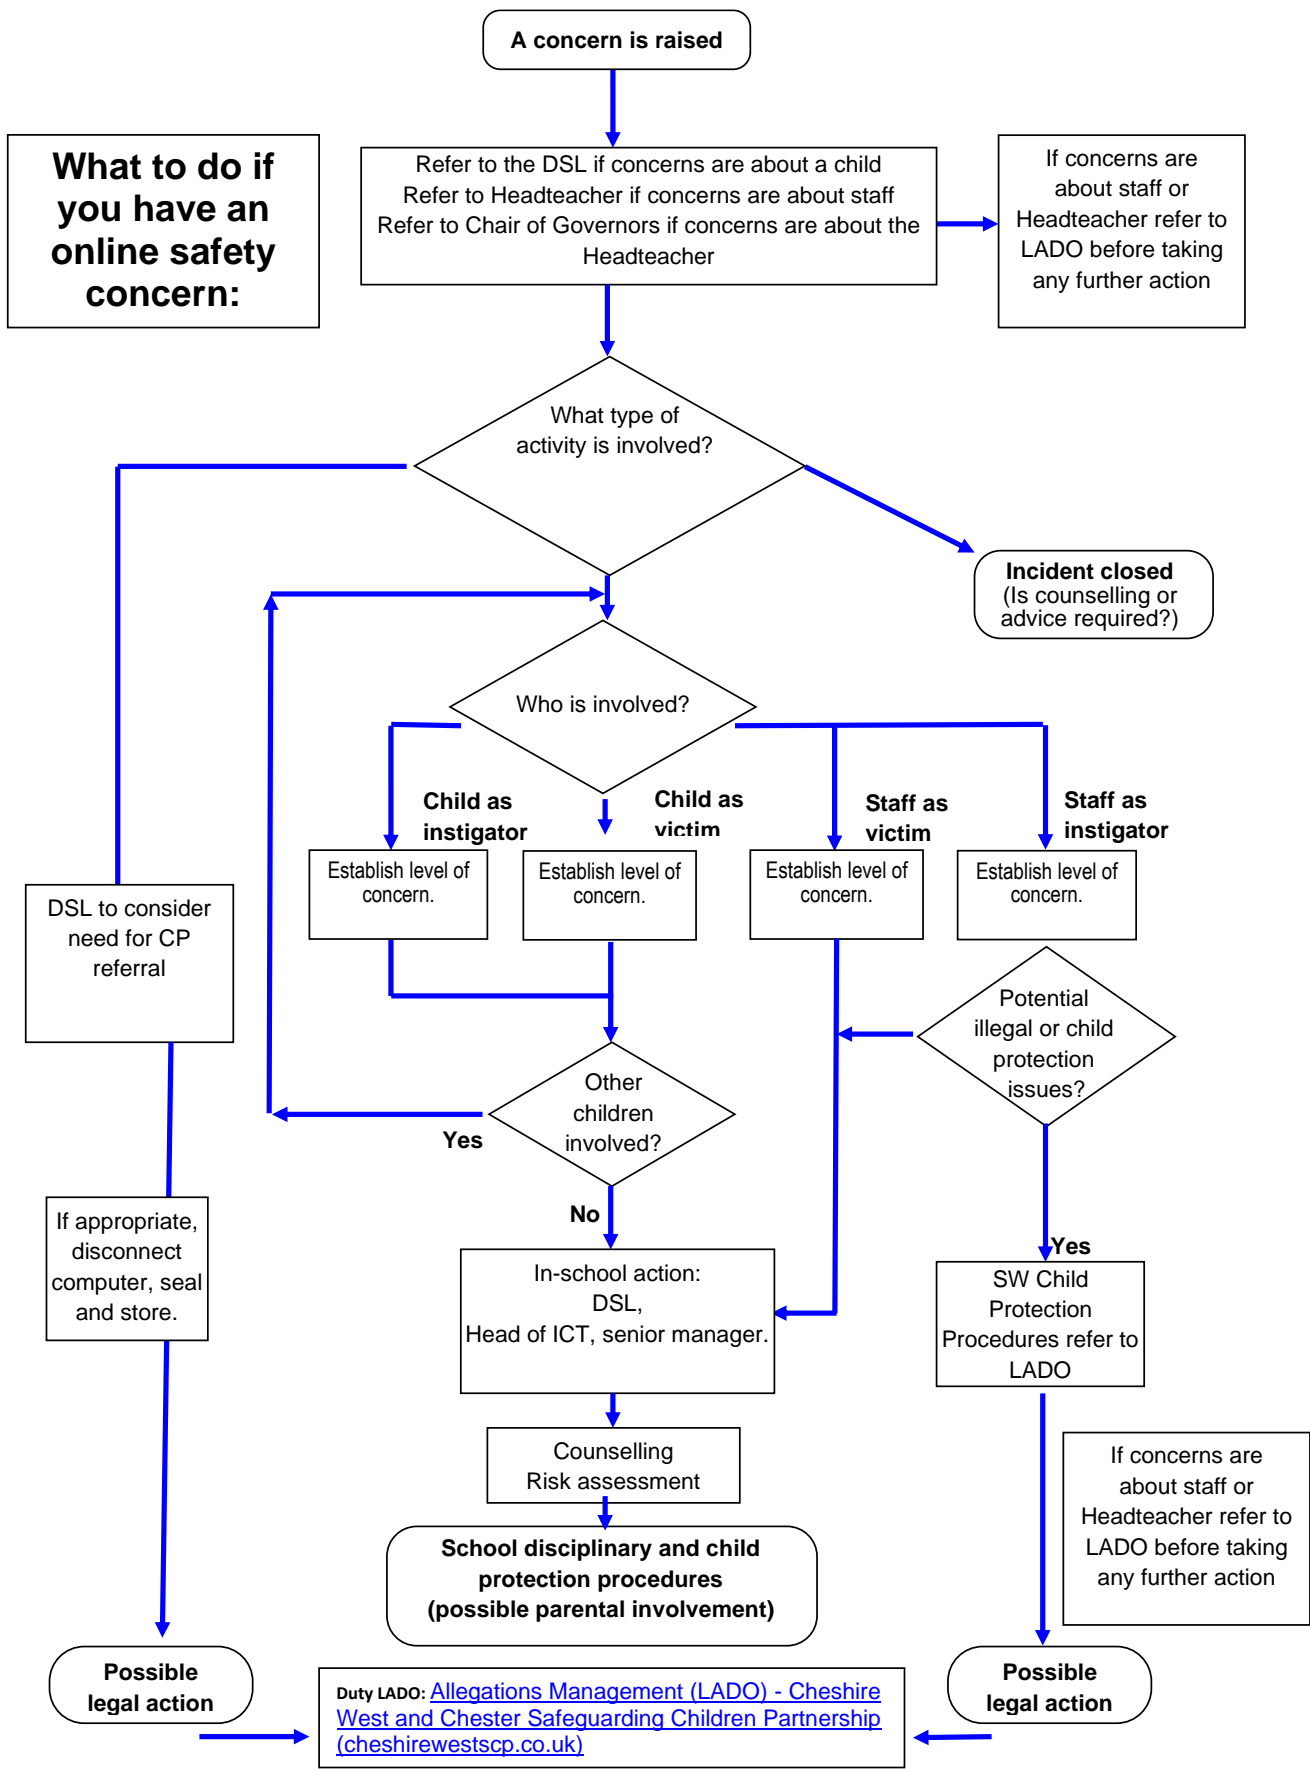 A concern is raised
What to do if
you have an
online safety
concern:
Refer to the DSL if concerns are about a child
Refer to Headteacher if concerns are about staff
Refer to Chair of Governors if concerns are about the
Headteacher
If concerns are
about staff or
Headteacher refer to
LADO before taking
any further action
What type of
activity is involved?
Incident closed
(Is counselling or
advice required?)
Who is involved?
Child as
instigator
Child as
victim
Staff as
victim
Staff as
instigator
Establish level of
concern.
Establish level of
concern.
Establish level of
concern.
Establish level of
concern.
DSL to consider
need for CP
referral
Potential
illegal or child
protection
issues?
Other
children
involved?
Yes
No
If appropriate,
disconnect
computer, seal
and store.
In-school action:
DSL,
Head of ICT, senior manager.
Yes
SW Child
Protection
Procedures refer to
LADO
Counselling
Risk assessment
If concerns are
about staff or
Headteacher refer to
LADO before taking
any further action
School disciplinary and child
protection procedures
(possible parental involvement)
Possible
legal action
Possible
legal action
Duty LADO: Allegations Management (LADO) - Cheshire
West and Chester Safeguarding Children Partnership
(cheshirewestscp.co.uk)